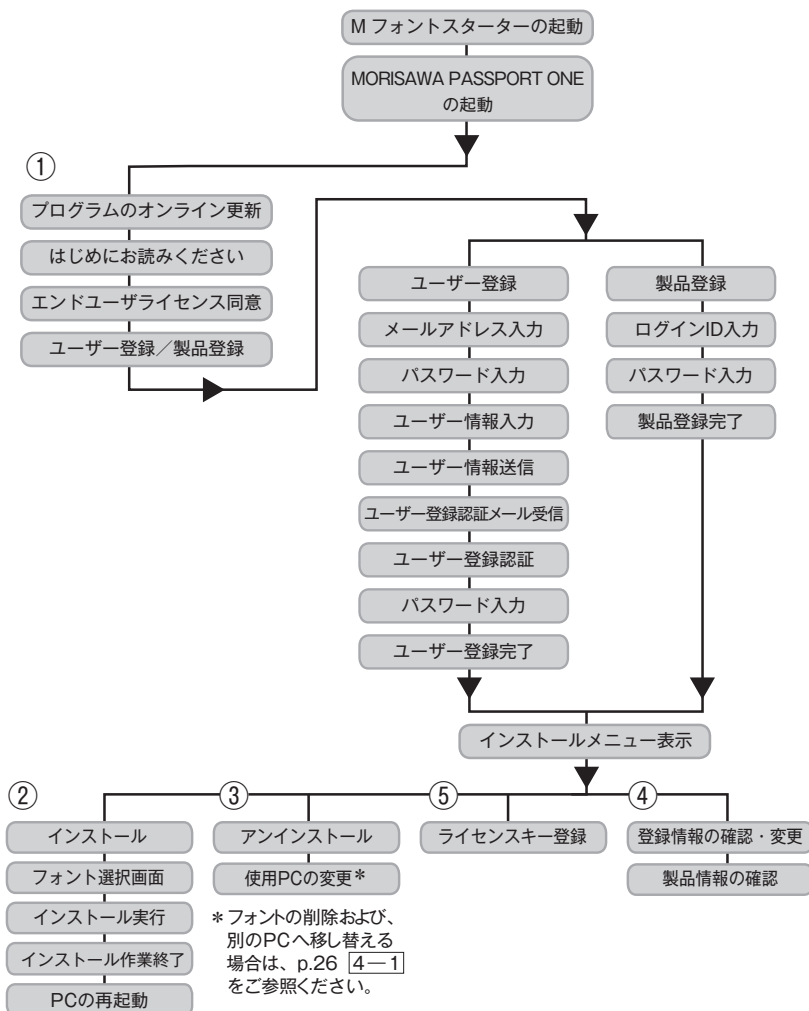 M フォントスターターの起動
MORISAWA PASSPORT ONE
の起動
①
プログラムのオンライン更新
はじめにお読みください
エンドユーザライセンス同意
ユーザー登録／製品登録
ユーザー登録
メールアドレス入力
パスワード入力
ユーザー情報入力
ユーザー情報送信
ユーザー登録認証メール受信
ユーザー登録認証
パスワード入力
ユーザー登録完了
製品登録
ログインID入力
パスワード入力
製品登録完了
インストールメニュー表示
②
インストール
フォント選択画面
インストール実行
インストール作業終了
PCの再起動
③
アンインストール
使用PCの変更*
* フォントの削除および、
別のPCへ移し替える
場合は、p.26 4－1
をご参照ください。
⑤
ライセンスキー登録
④
登録情報の確認・変更
製品情報の確認